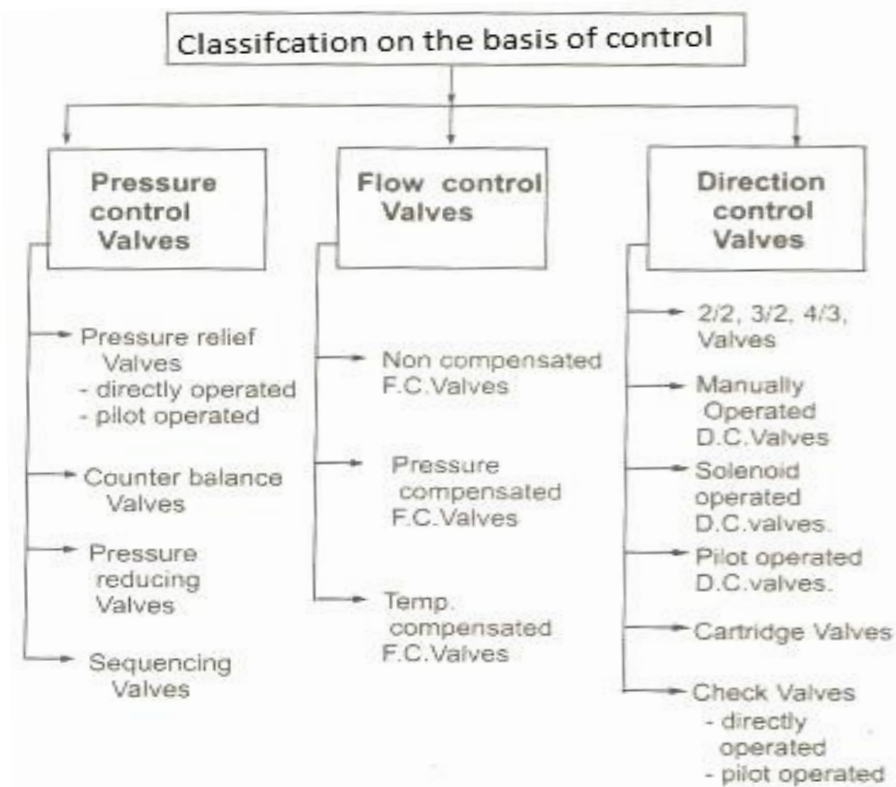 Classifcation on the basis of control
Pressure
control
Valves
Pressure relief
Valves
- directly operated
- pilot operated
Counter balance
Valves
Pressure
reducing
Valves
Sequencing
Valves
Flow control
Valves
Non compensated
F.C.Valves
Pressure
compensated
F.C.Valves
Temp.
compensated
F.C.Valves
Direction
control
Valves
2/2, 3/2, 4/3,
Valves
Manually
Operated
D.C.Valves
Solenoid
operated
D.C.valves.
Pilot operated
D.C.valves.
Cartridge Valves
Check Valves
- directly
operated
- pilot operated